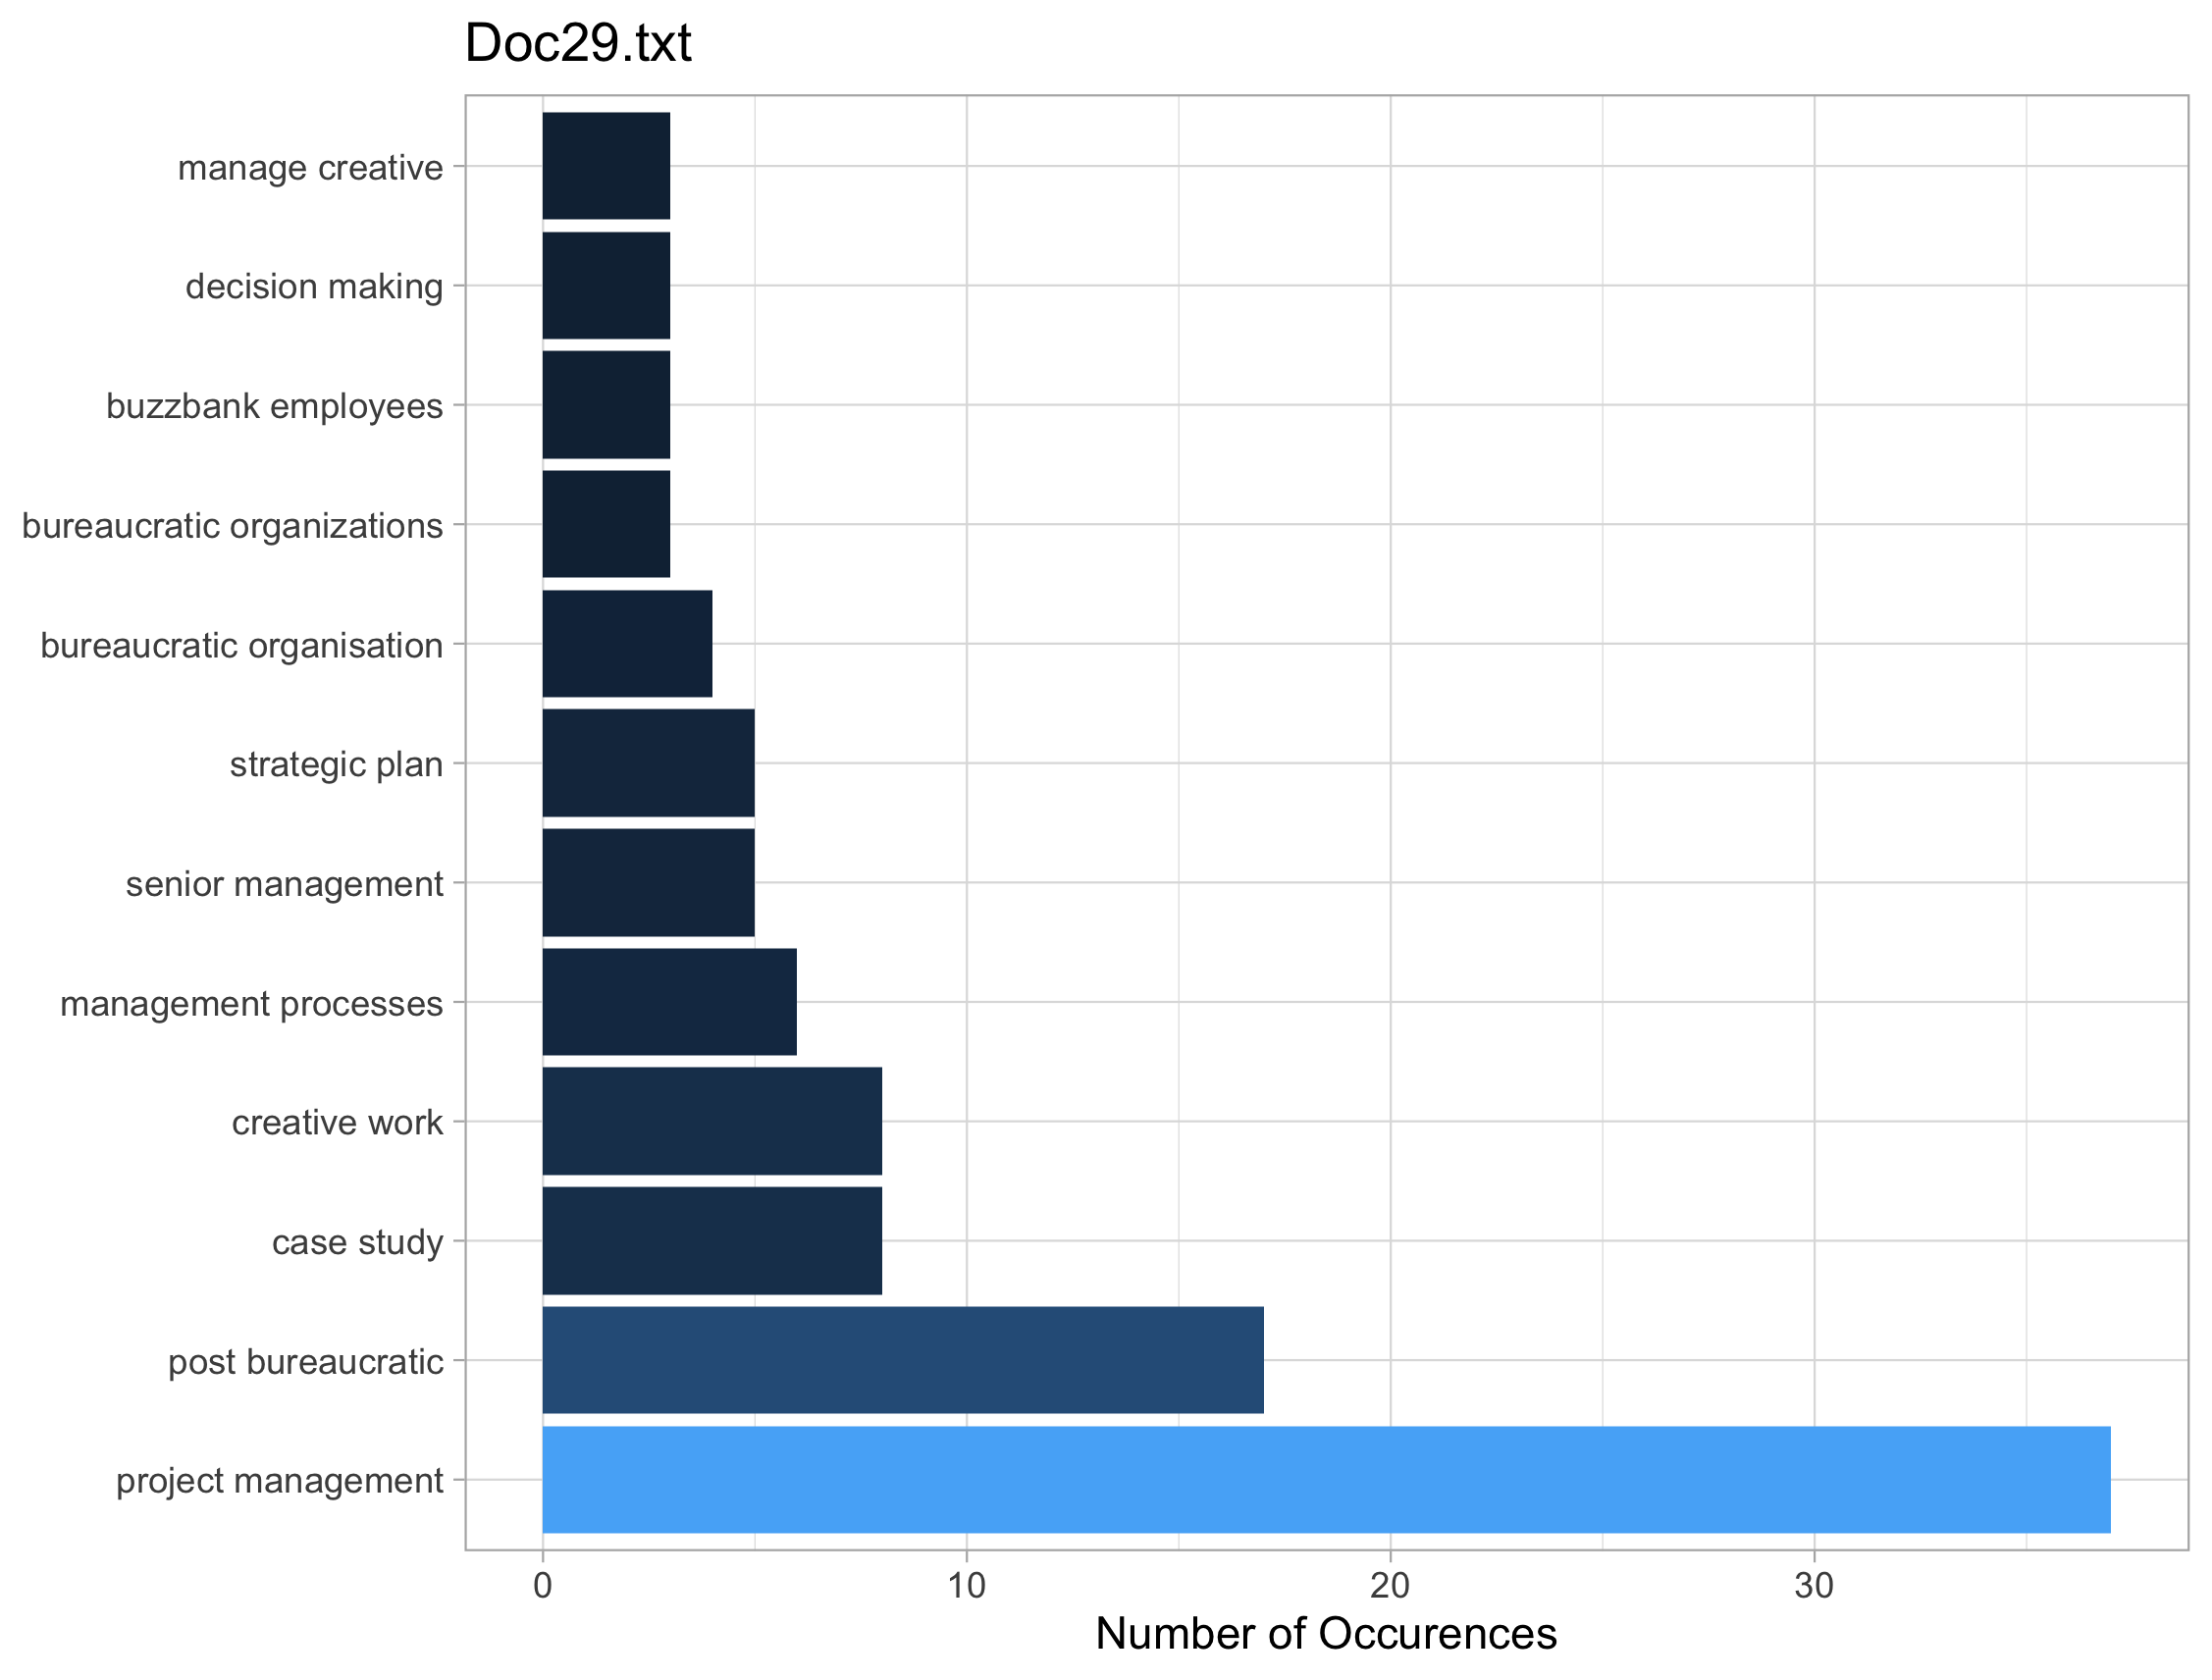 Doc29.txt
manage creative
decision making
buzzbank employees
bureaucratic organizations
bureaucratic organisation
strategic plan
senior management
management processes
creative work
case study
post bureaucratic
project management
0 10 20 30
Number of Occurences